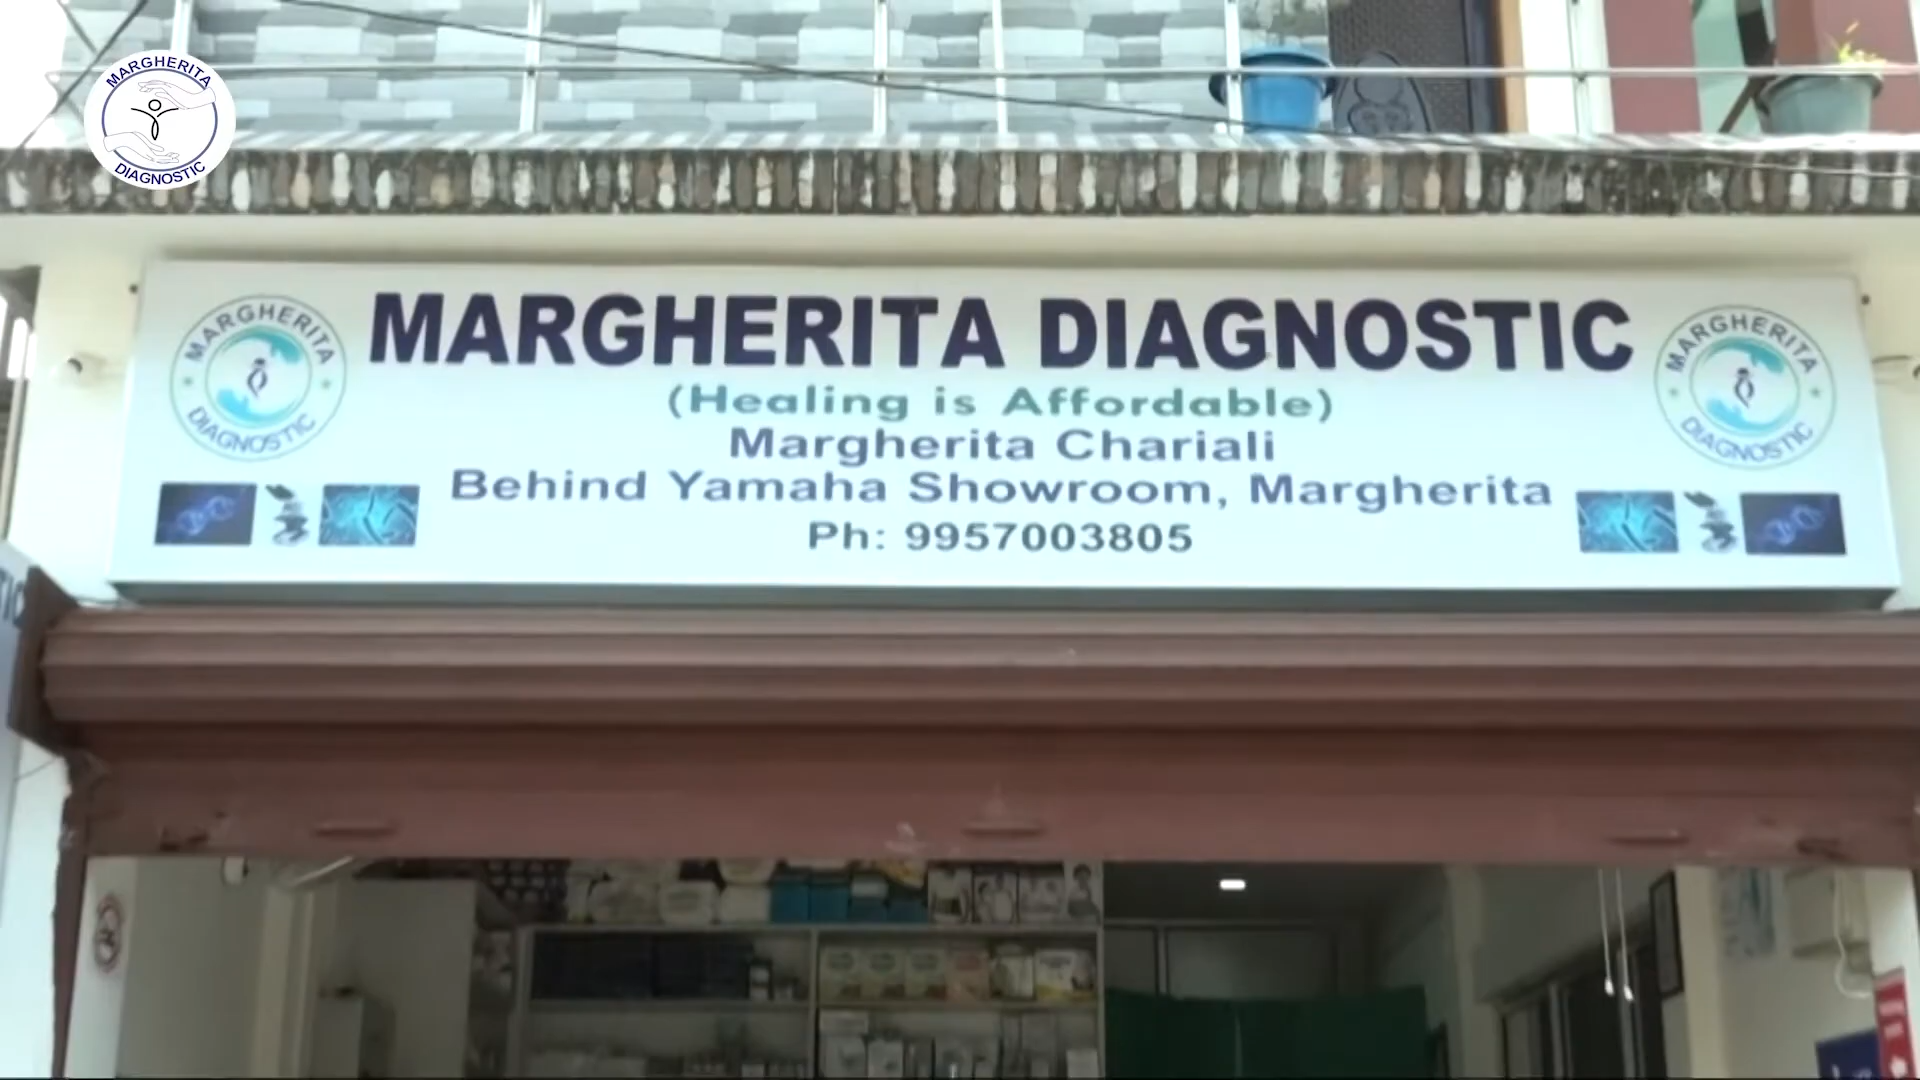 MARGHERITA
DIAGNOSTIC
MARGHERITA
DIAGNOSTIC
MARGHERITA DIAGNOSTIC
(Healing is Affordable)
Margherita Chariali
Behind Yamaha Showroom, Margherita
Ph: 9957003805
MARGHERITA
DIAGNOSTIC